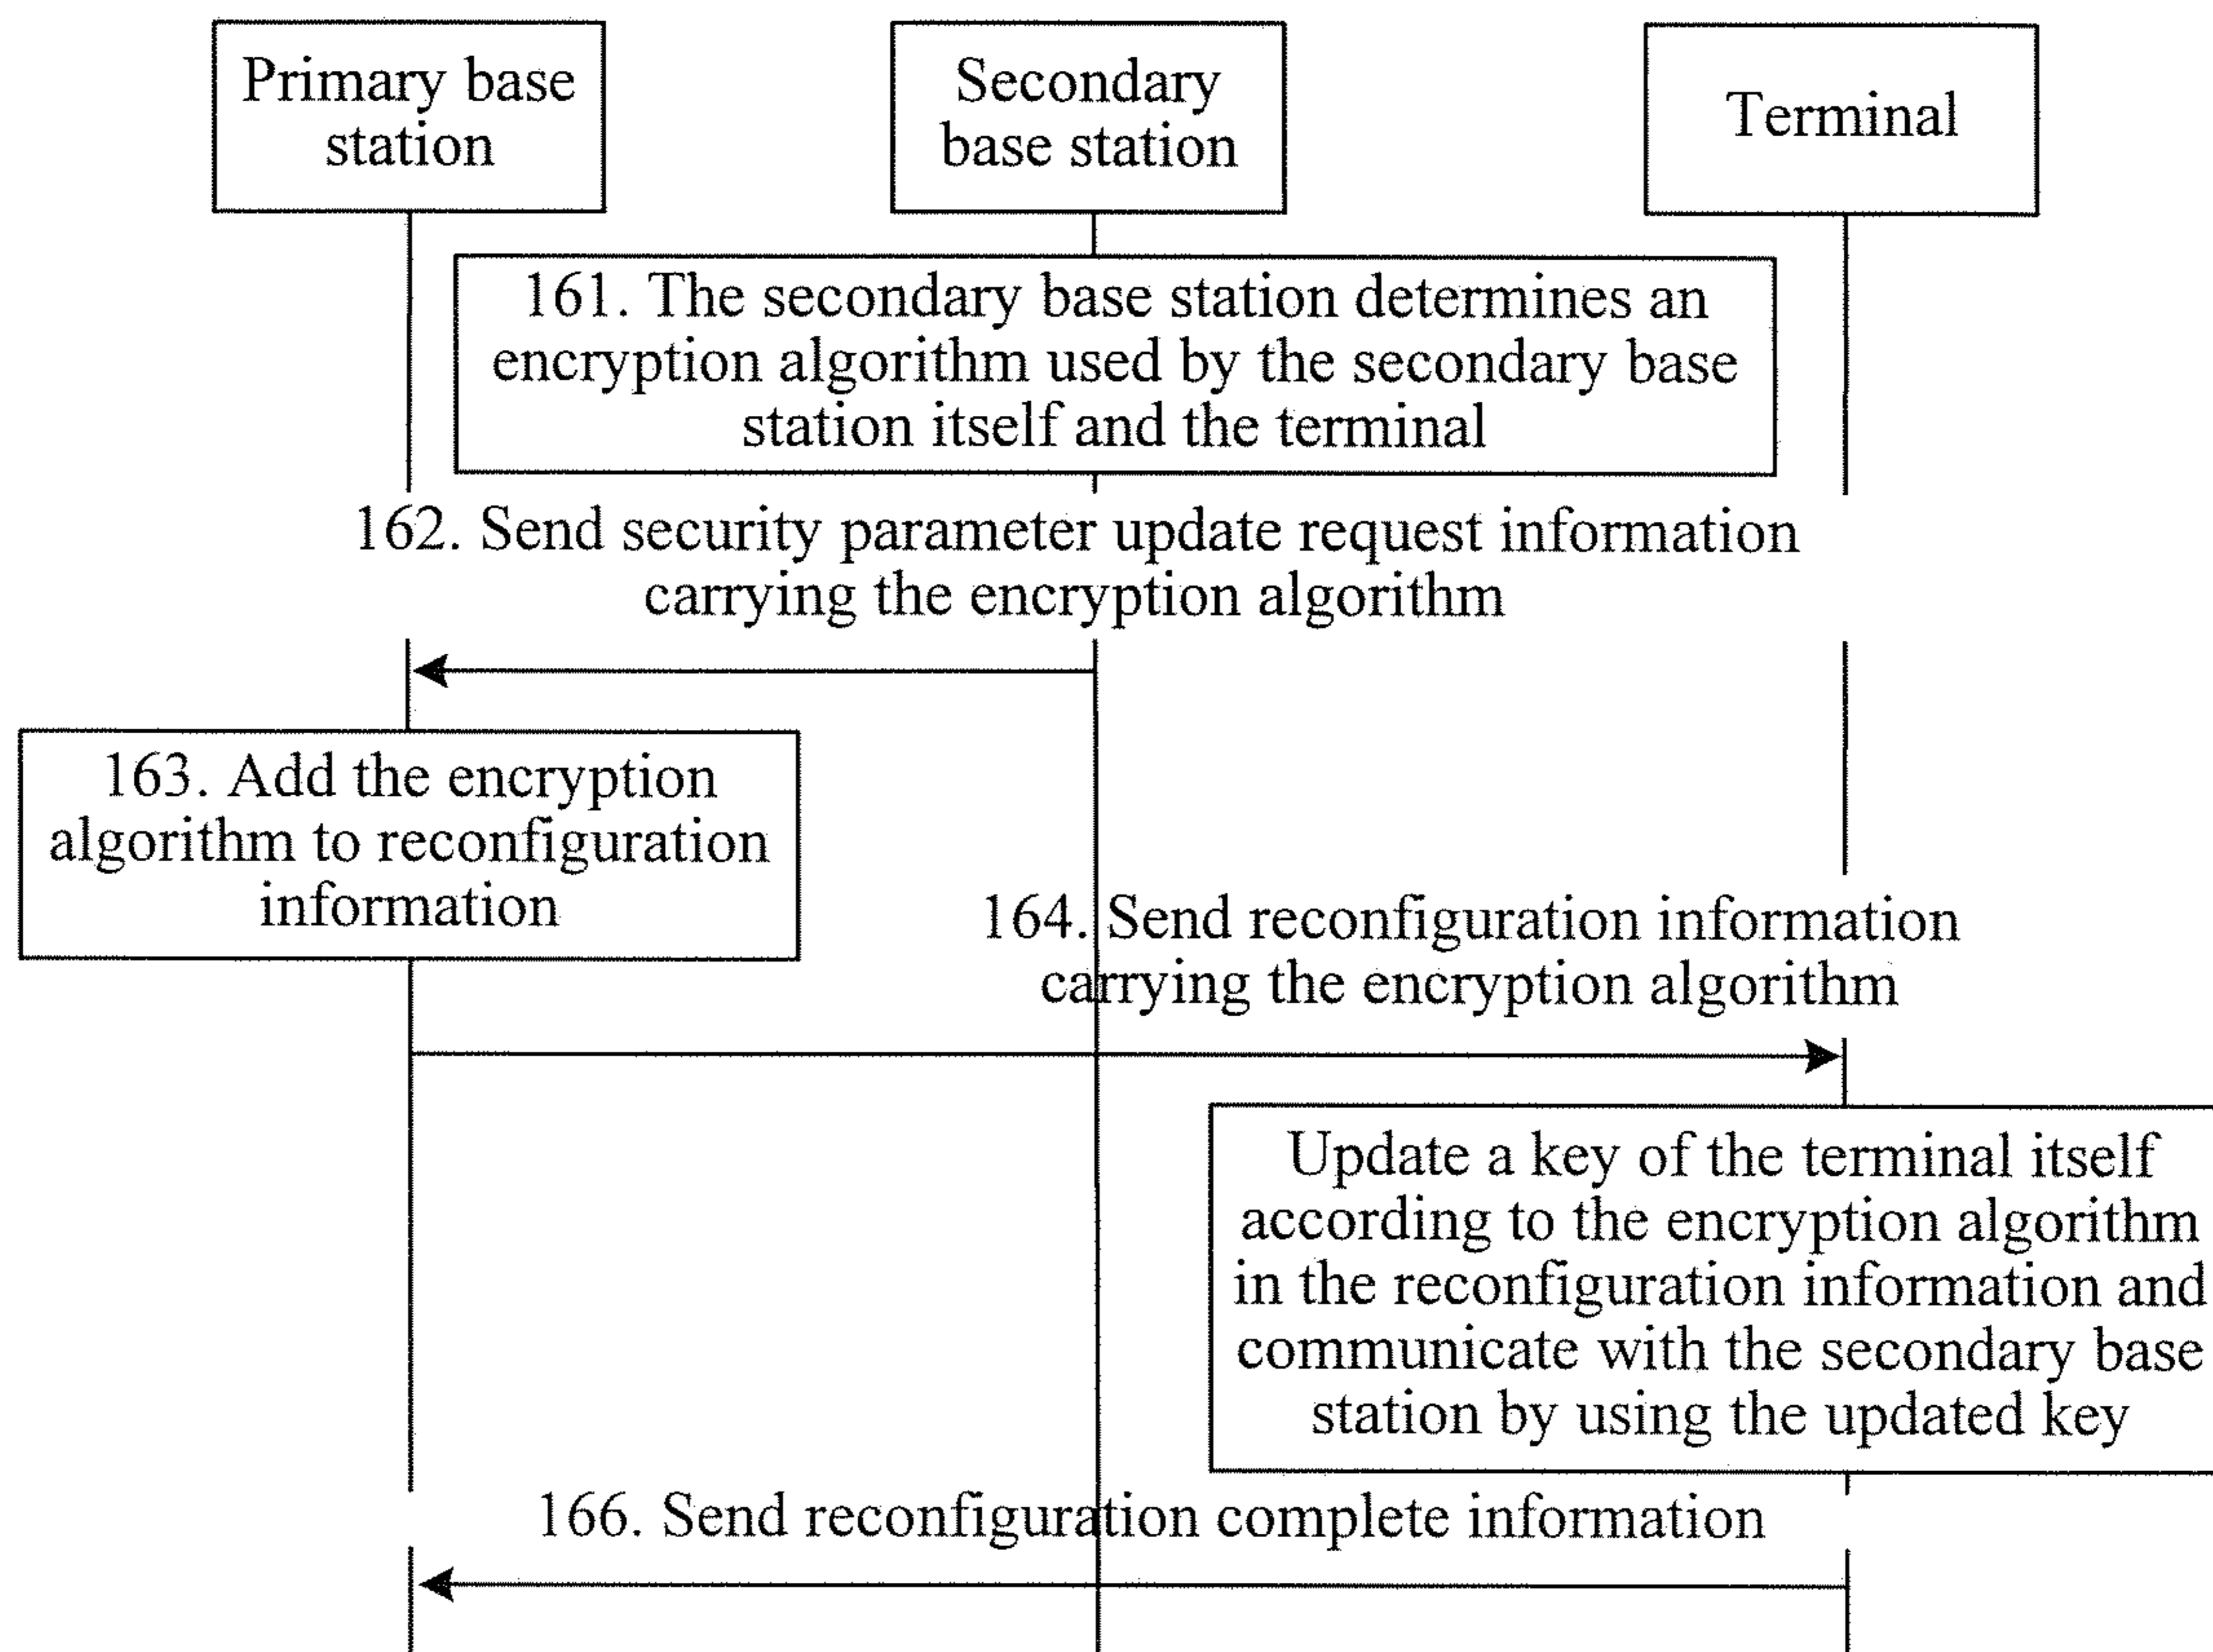 Primary base
station
Secondary
base station
Terminal
161. The secondary base station determines an
encryption algorithm used by the secondary base
station itself and the terminal
162. Send security parameter update request information
carrying the encryption algorithm
163. Add the encryption
algorithm to reconfiguration
information
164. Send reconfiguration information
carrying the encryption algorithm
Update a key of the terminal itself
according to the encryption algorithm
in the reconfiguration information and
communicate with the secondary base
station by using the updated key
166. Send reconfiguration complete information